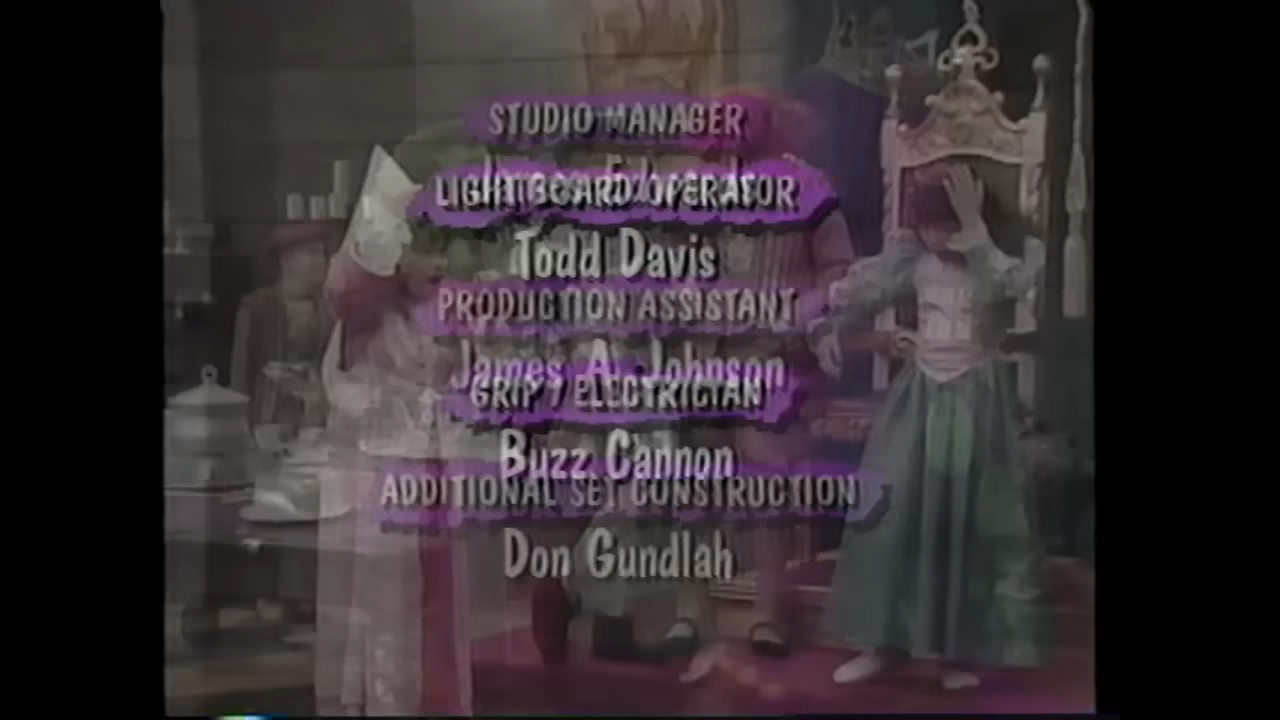 STUDIO MANAGER
LIGHT BOARD OPERATOR
Todd Davis
PRODUCTION ASSISTANT
James A. Johnson
GRIP / ELECTRICIAN
Buzz Cannon
ADDITIONAL SET CONSTRUCTION
Don Gundlah